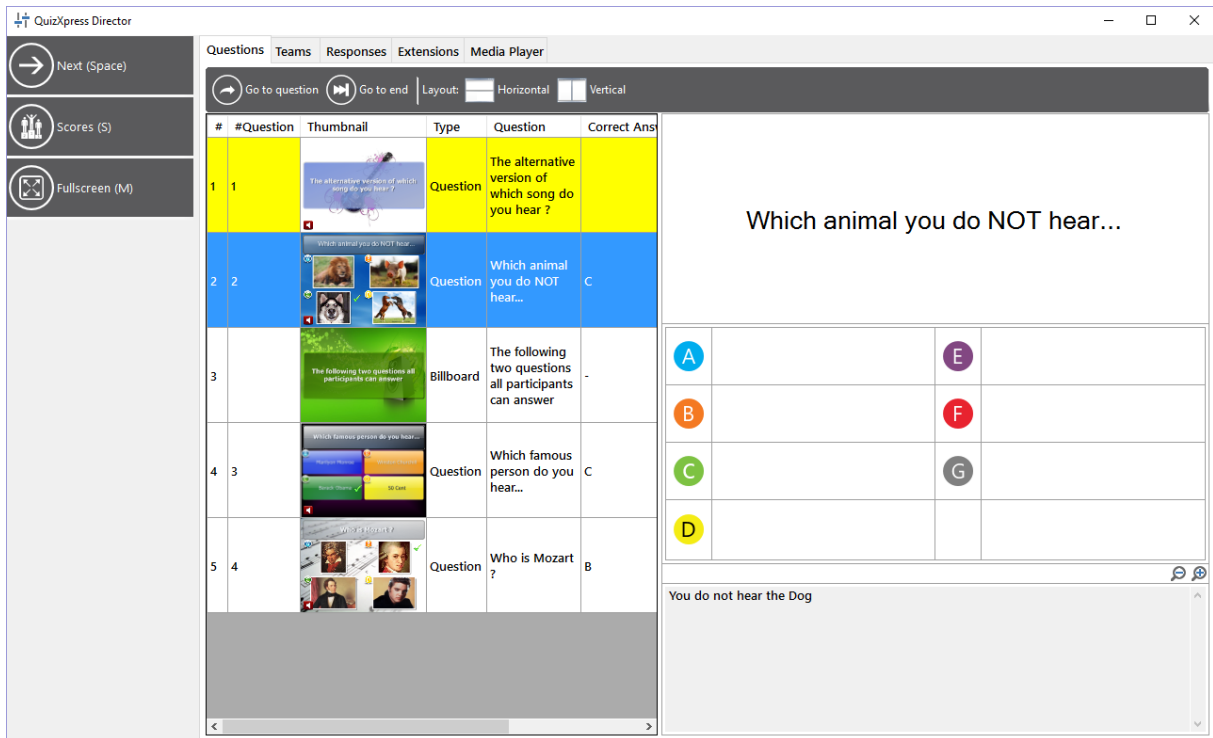 QuizXpress Director
Next (Space)
Scores (S)
Fullscreen (M)
Questions Teams Responses Extensions Media Player
Go to question Go to end Layout: Horizontal Vertical
# #Question Thumbnail Type Question Correct Answ
1 1 Question
The alternative version of which
song do you hear ?
The alternative
version of
which song do
you hear ?
2 2 Question C
Which animal you do NOT hear...
Which animal
you do NOT
hear...
3 Billboard -
The following two questions all
participants can answer
The following
two questions
all participants
can answer
4 3 Question C
Which famous person do you hear...
Barack Obama
50 Cent
Which famous
person do you
hear...
5 4 Question B
Who is Mozart ?
Who is Mozart
?
Which animal you do NOT hear...
A E
B F
C G
D
You do not hear the Dog